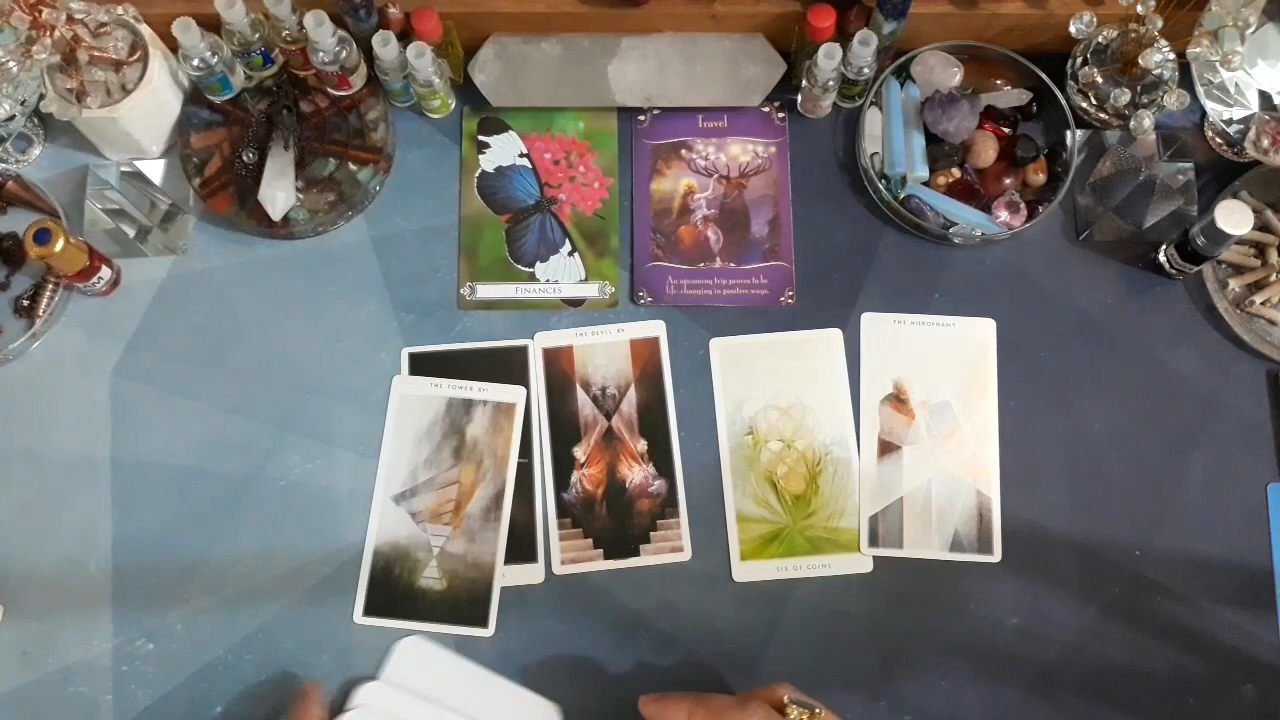 Travel
An upcoming trip proves to be
life-changing in positive ways.
FINANCES
THE TOWER XVI
THE DEVIL XV
SIX OF COINS
THE HIEROPHANT